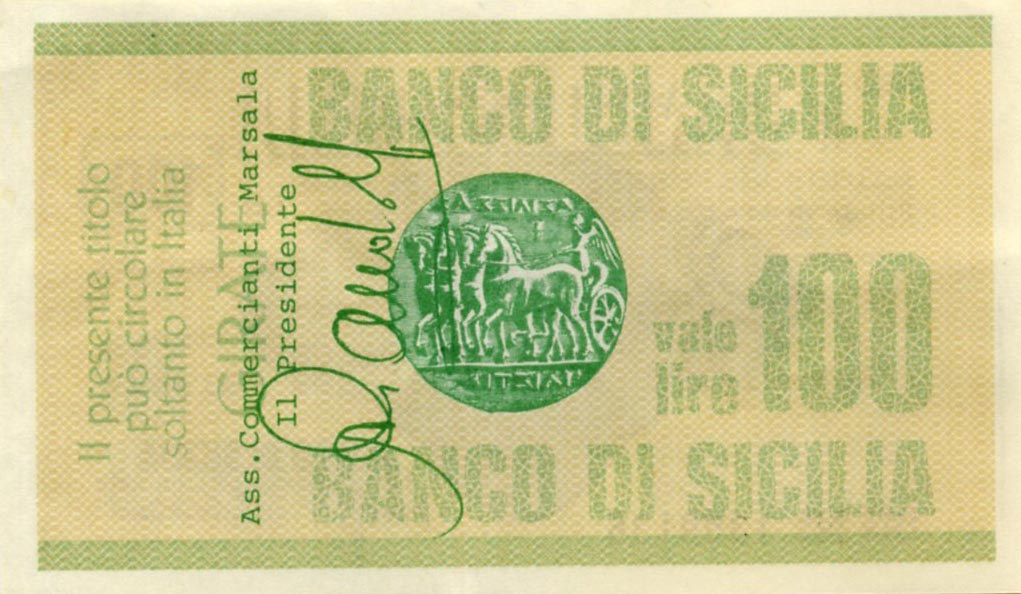 BANCO DI SICILIA
vale
lire
100
BANCO DI SICILIA
Il presente titolo
può circolare
soltanto in Italia
GIRATE
Ass.Commercianti Marsala
Il Presidente